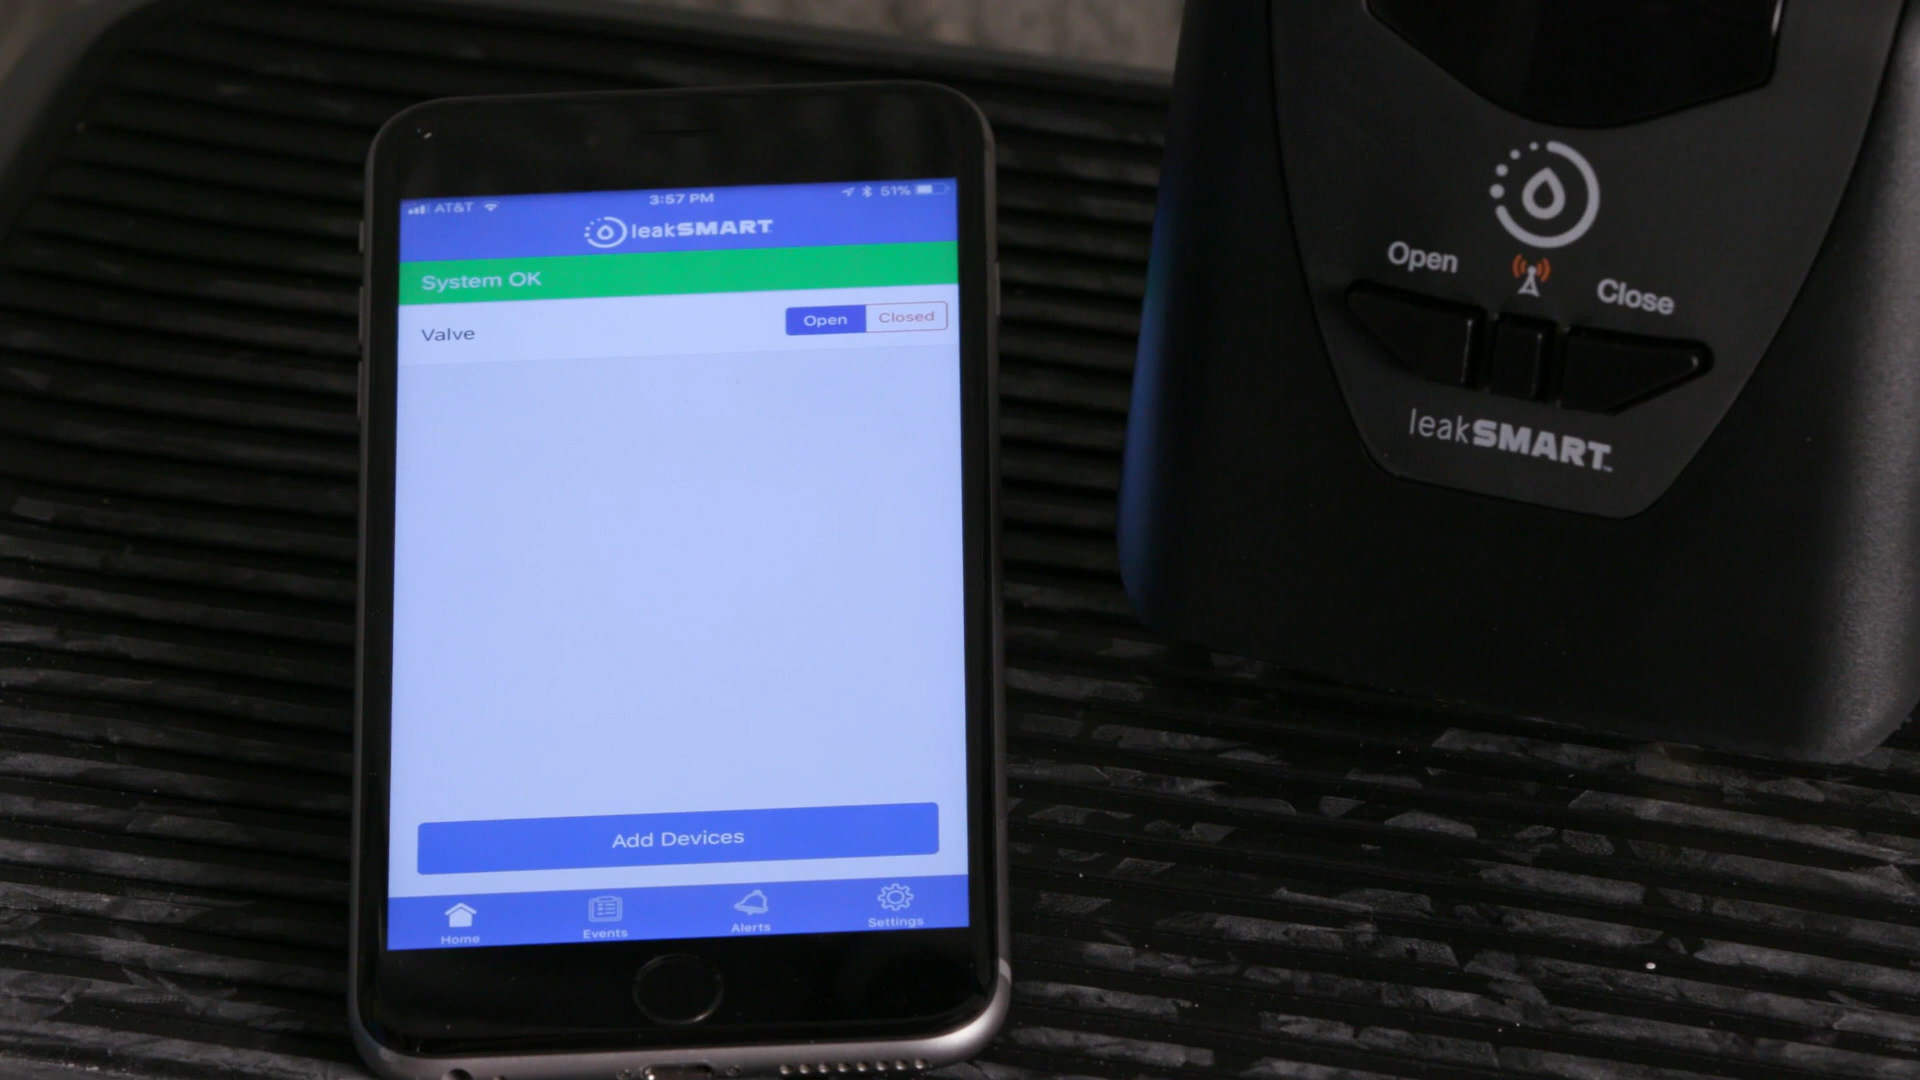 AT&T
3:57 PM
51%
leakSMART
System OK
Valve
Open
Closed
Add Devices
Home
Events
Alerts
Settings
Open
Close
leakSMART™